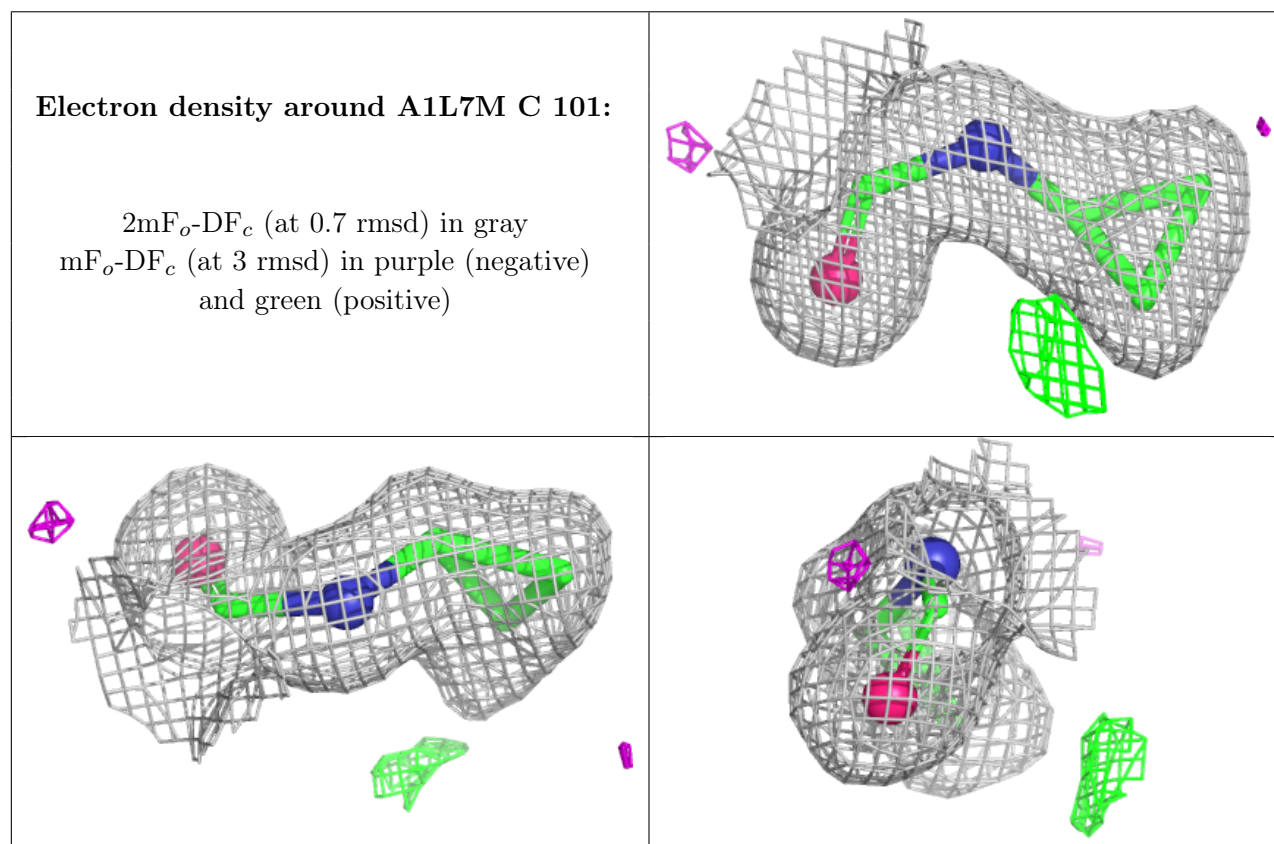 Electron density around A1L7M C 101:
2mFo-DFc (at 0.7 rmsd) in gray
mFo-DFc (at 3 rmsd) in purple (negative)
and green (positive)